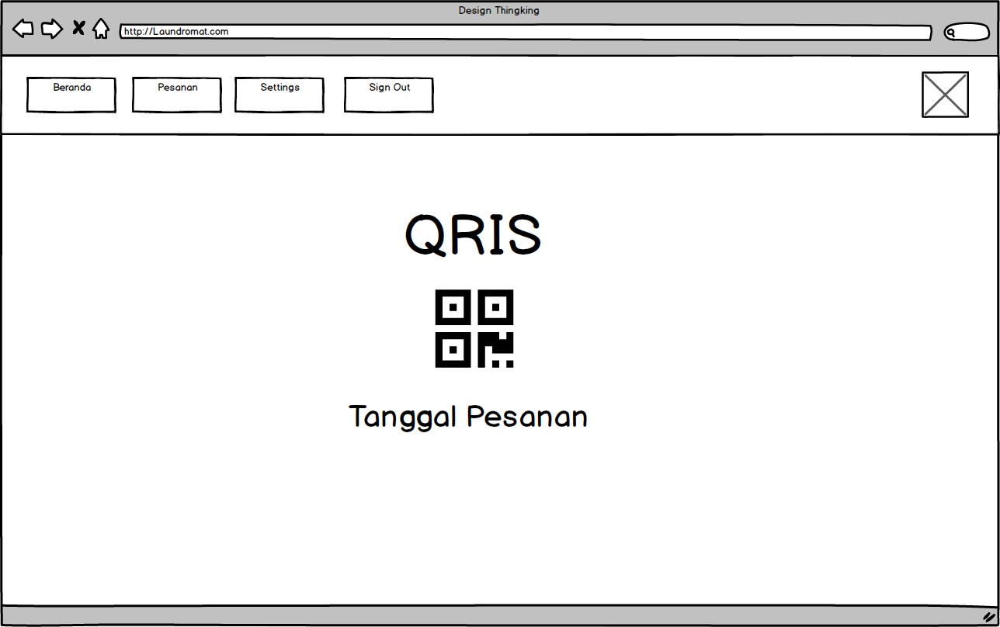 Design Thingking
http://Laundromat.com
Beranda
Pesanan
Settings
Sign Out
QRIS
Tanggal Pesanan